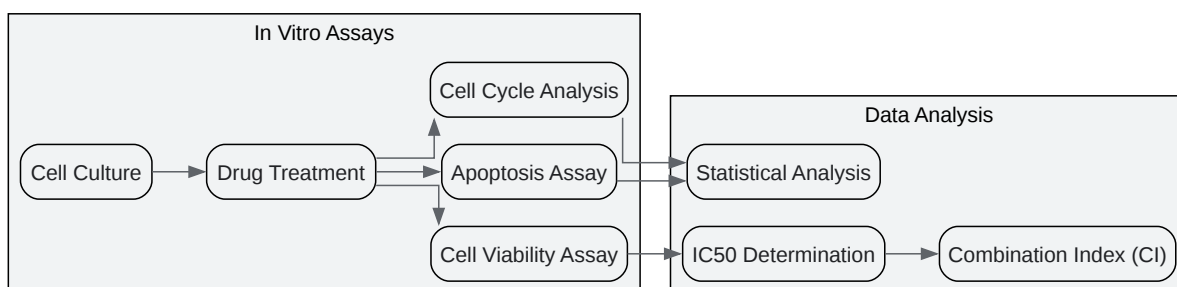 In Vitro Assays
Cell Culture
Drug Treatment
Cell Cycle Analysis
Apoptosis Assay
Cell Viability Assay
Data Analysis
Statistical Analysis
IC50 Determination
Combination Index (CI)